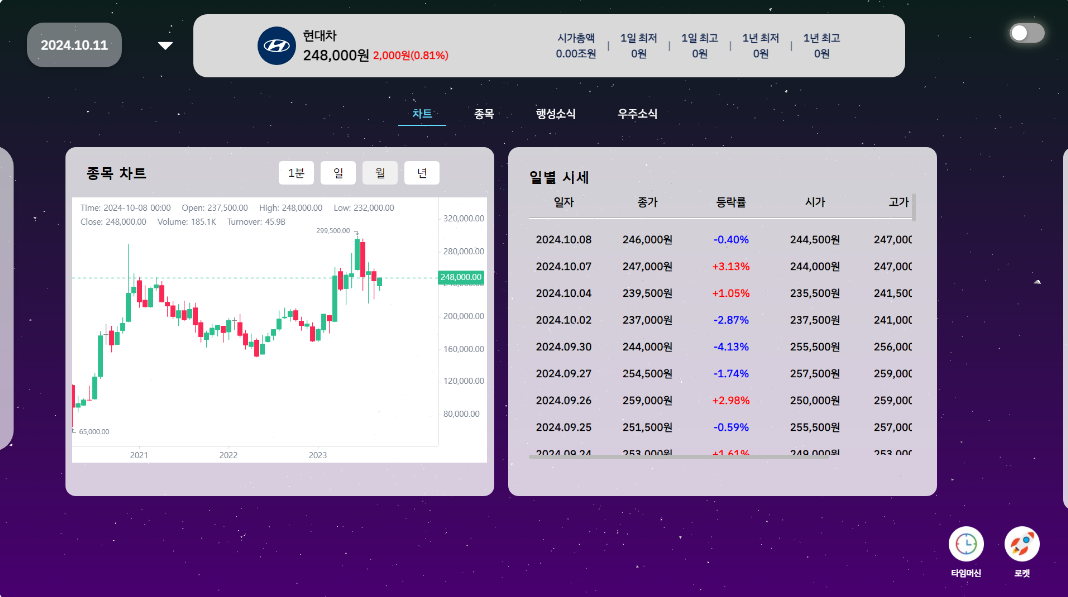 2024.10.11
현대차
248,000원 2,000원(0.81%)
시가총액 | 1일 최저 | 1일 최고 | 1년 최저 | 1년 최고
0.00조원 0원 0원 0원 0원
차트 종목 행성소식 우주소식
종목 차트
1분 일 월 년
Time: 2024-10-08 00:00 Open: 237,500.00 High: 248,000.00 Low: 232,000.00
Close: 248,000.00 Volume: 185.1K Turnover: 45.9B
299,500.00
320,000.00
280,000.00
248,000.00
200,000.00
160,000.00
120,000.00
80,000.00
65,000.00
2021 2022 2023
일별 시세
일자 종가 등락률 시가 고가
2024.10.08 246,000원 -0.40% 244,500원 247,000
2024.10.07 247,000원 +3.13% 244,000원 247,000
2024.10.04 239,500원 +1.05% 235,500원 241,500
2024.10.02 237,000원 -2.87% 237,500원 241,000
2024.09.30 244,000원 -4.13% 255,500원 256,000
2024.09.27 254,500원 -1.74% 257,500원 259,000
2024.09.26 259,000원 +2.98% 250,000원 259,000
2024.09.25 251,500원 -0.59% 255,500원 257,000
2024.09.24 253,000원 +1.61% 249,000원 253,000
타임머신 로켓